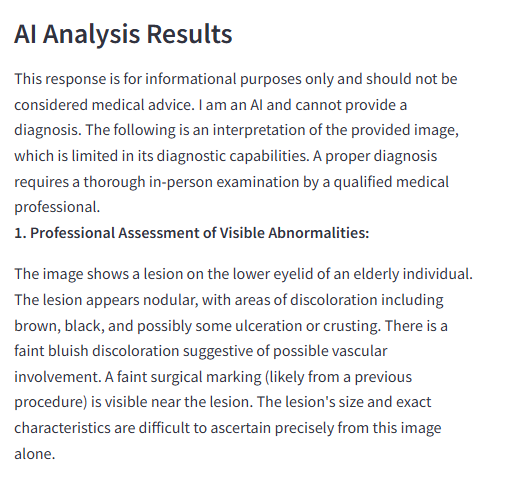 AI Analysis Results
This response is for informational purposes only and should not be
considered medical advice. I am an AI and cannot provide a
diagnosis. The following is an interpretation of the provided image,
which is limited in its diagnostic capabilities. A proper diagnosis
requires a thorough in-person examination by a qualified medical
professional.
1. Professional Assessment of Visible Abnormalities:
The image shows a lesion on the lower eyelid of an elderly individual.
The lesion appears nodular, with areas of discoloration including
brown, black, and possibly some ulceration or crusting. There is a
faint bluish discoloration suggestive of possible vascular
involvement. A faint surgical marking (likely from a previous
procedure) is visible near the lesion. The lesion's size and exact
characteristics are difficult to ascertain precisely from this image
alone.